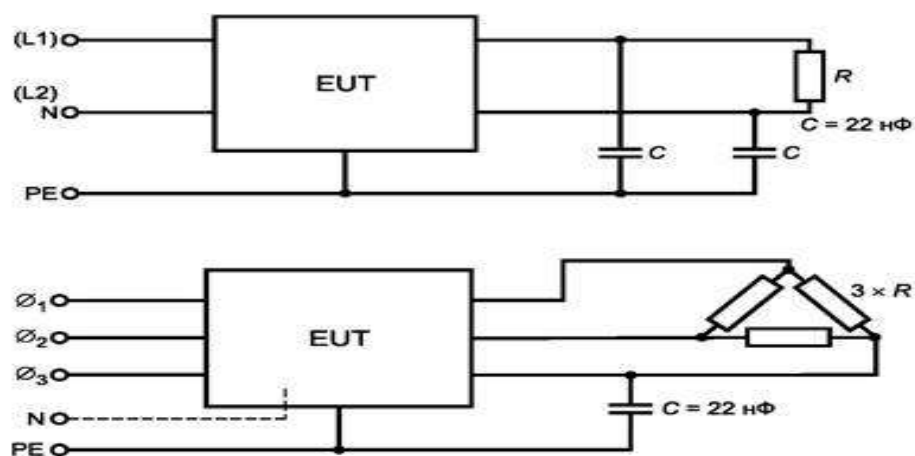 (L1)
EUT
R
(L2)
N
C = 22 нФ
C
C
PE
Ø1
3 × R
Ø2
EUT
Ø3
N
C = 22 нФ
PE